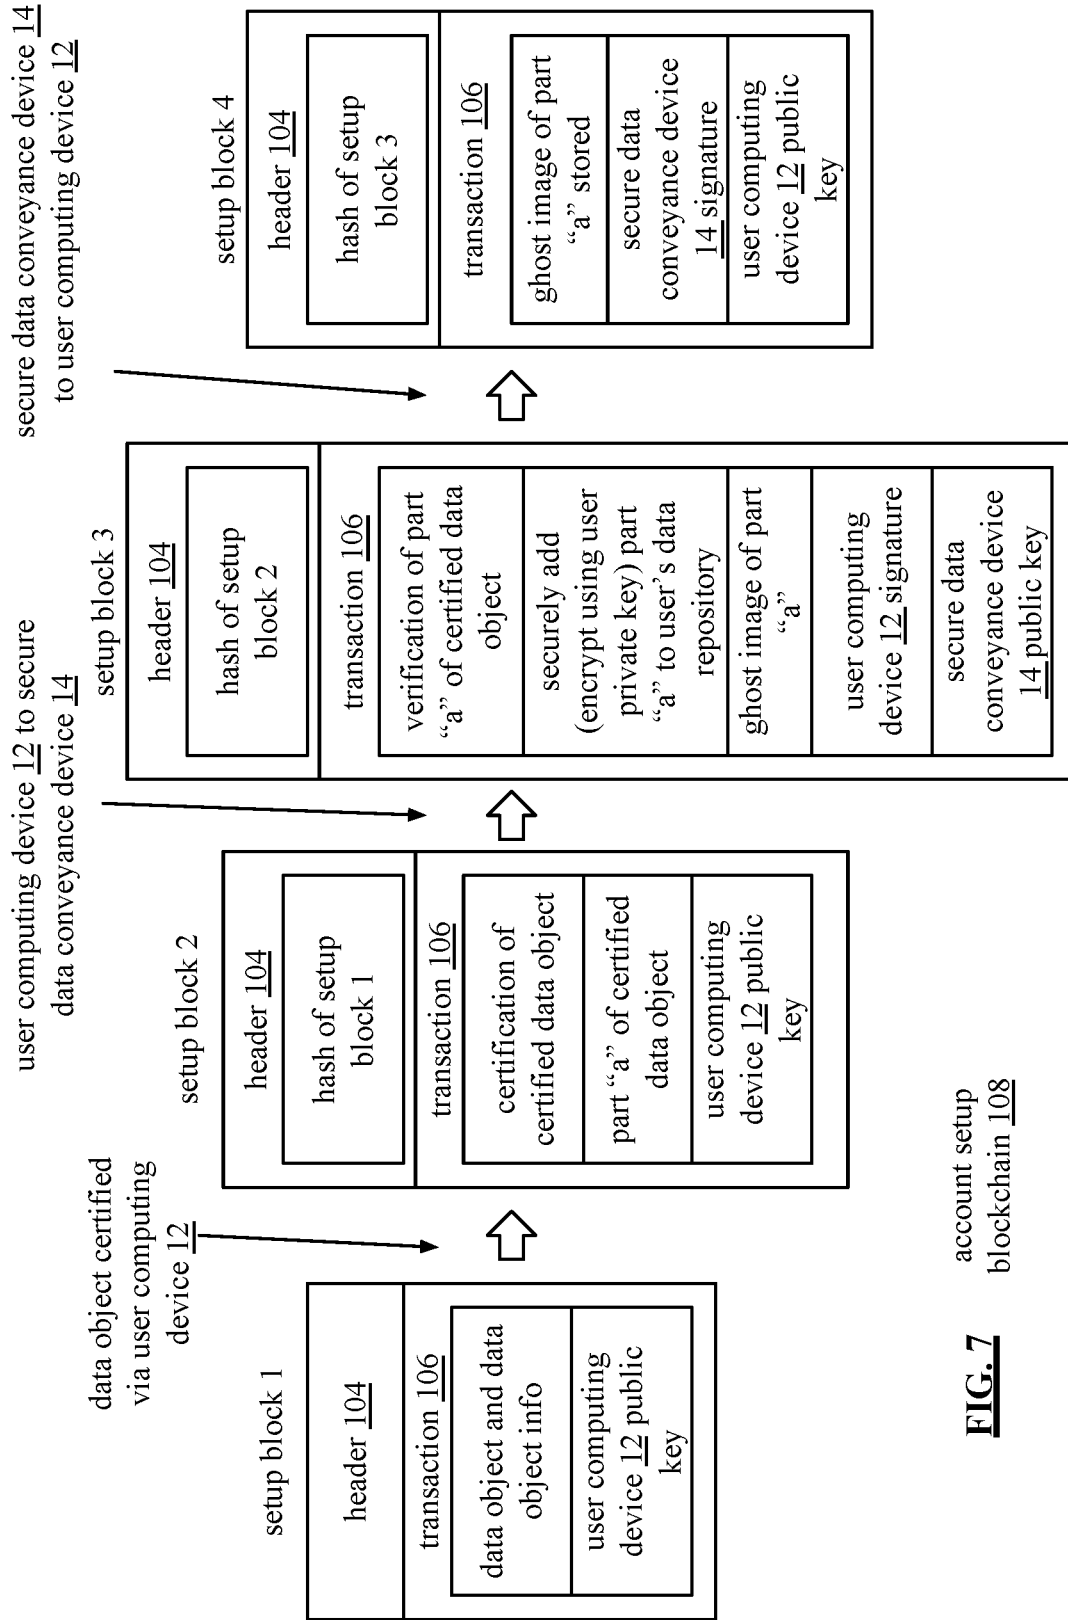 data object certified
via user computing
device 12
user computing device 12 to secure
data conveyance device 14
secure data conveyance device 14
to user computing device 12
setup block 1
header 104
transaction 106
data object and data
object info
user computing
device 12 public
key
setup block 2
header 104
hash of setup
block 1
transaction 106
certification of
certified data object
part “a” of certified
data object
user computing
device 12 public
key
setup block 3
header 104
hash of setup
block 2
transaction 106
verification of part
“a” of certified data
object
securely add
(encrypt using user
private key) part
“a” to user’s data
repository
ghost image of part
“a”
user computing
device 12 signature
secure data
conveyance device
14 public key
setup block 4
header 104
hash of setup
block 3
transaction 106
ghost image of part
“a” stored
secure data
conveyance device
14 signature
user computing
device 12 public
key
FIG. 7
account setup
blockchain 108